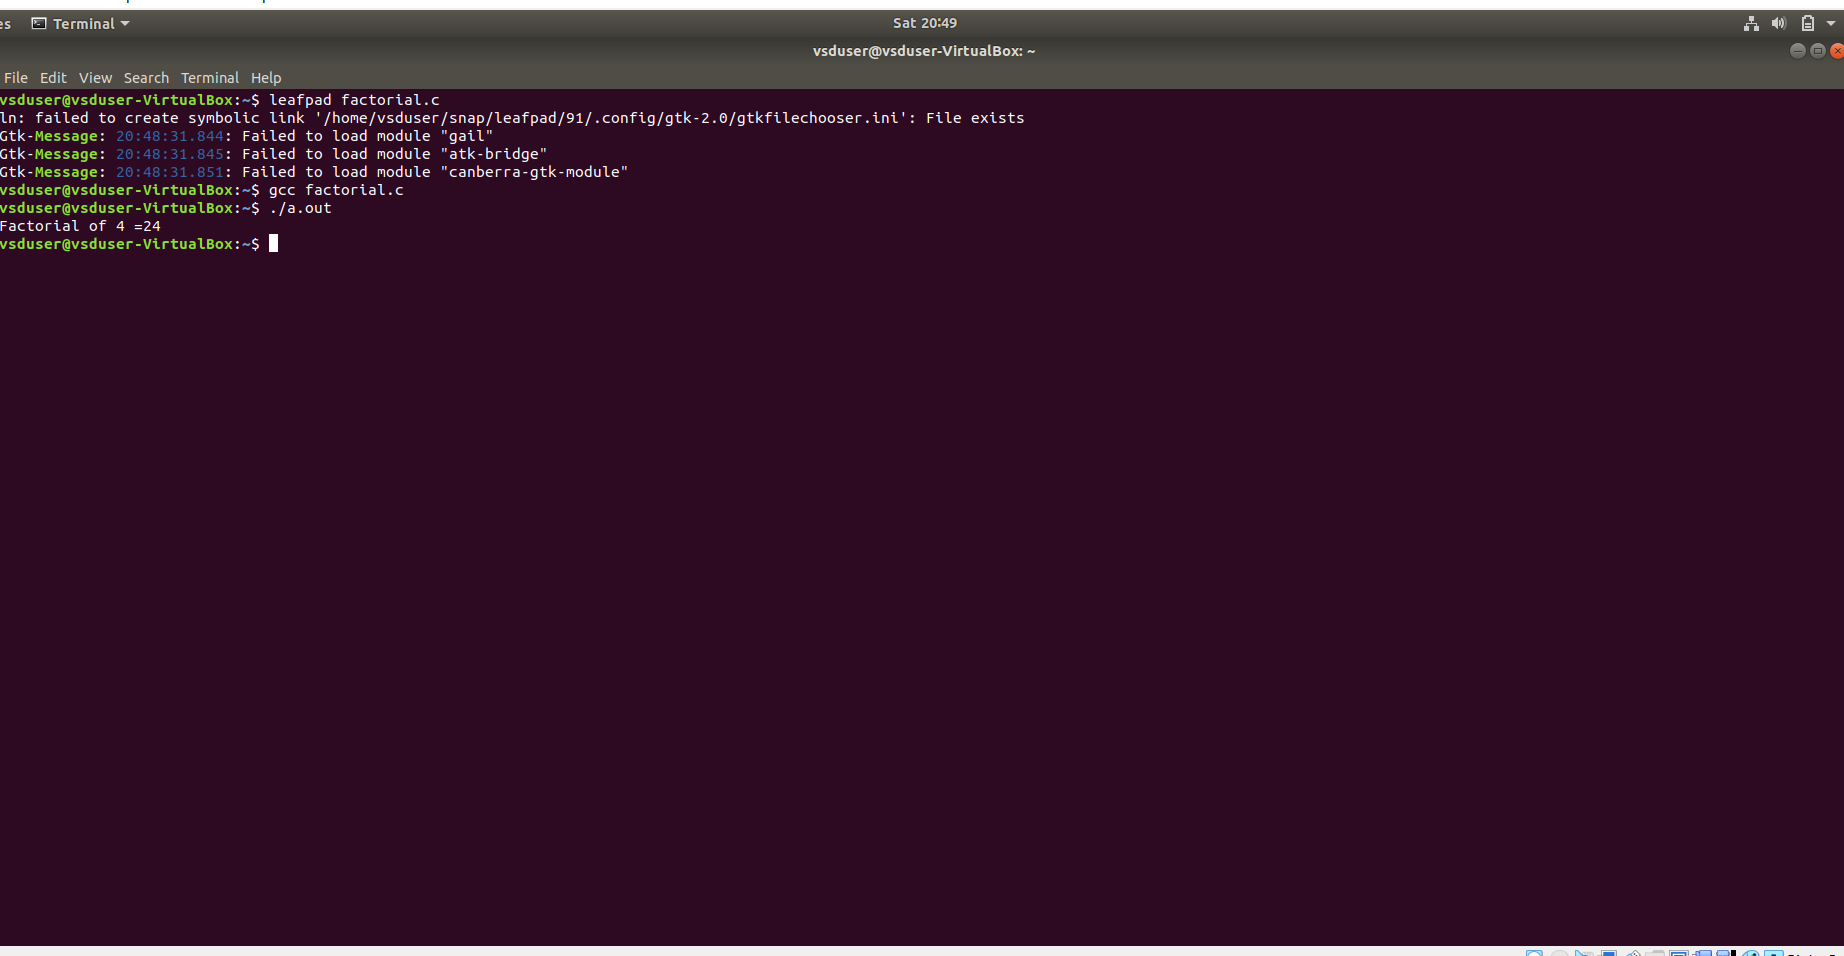 es Terminal Sat 20:49
vsduser@vsduser-VirtualBox: ~
File Edit View Search Terminal Help
vsduser@vsduser-VirtualBox:~$ leafpad factorial.c
ln: failed to create symbolic link '/home/vsduser/snap/leafpad/91/.config/gtk-2.0/gtkfilechooser.ini': File exists
Gtk-Message: 20:48:31.844: Failed to load module "gail"
Gtk-Message: 20:48:31.845: Failed to load module "atk-bridge"
Gtk-Message: 20:48:31.851: Failed to load module "canberra-gtk-module"
vsduser@vsduser-VirtualBox:~$ gcc factorial.c
vsduser@vsduser-VirtualBox:~$ ./a.out
Factorial of 4 =24
vsduser@vsduser-VirtualBox:~$